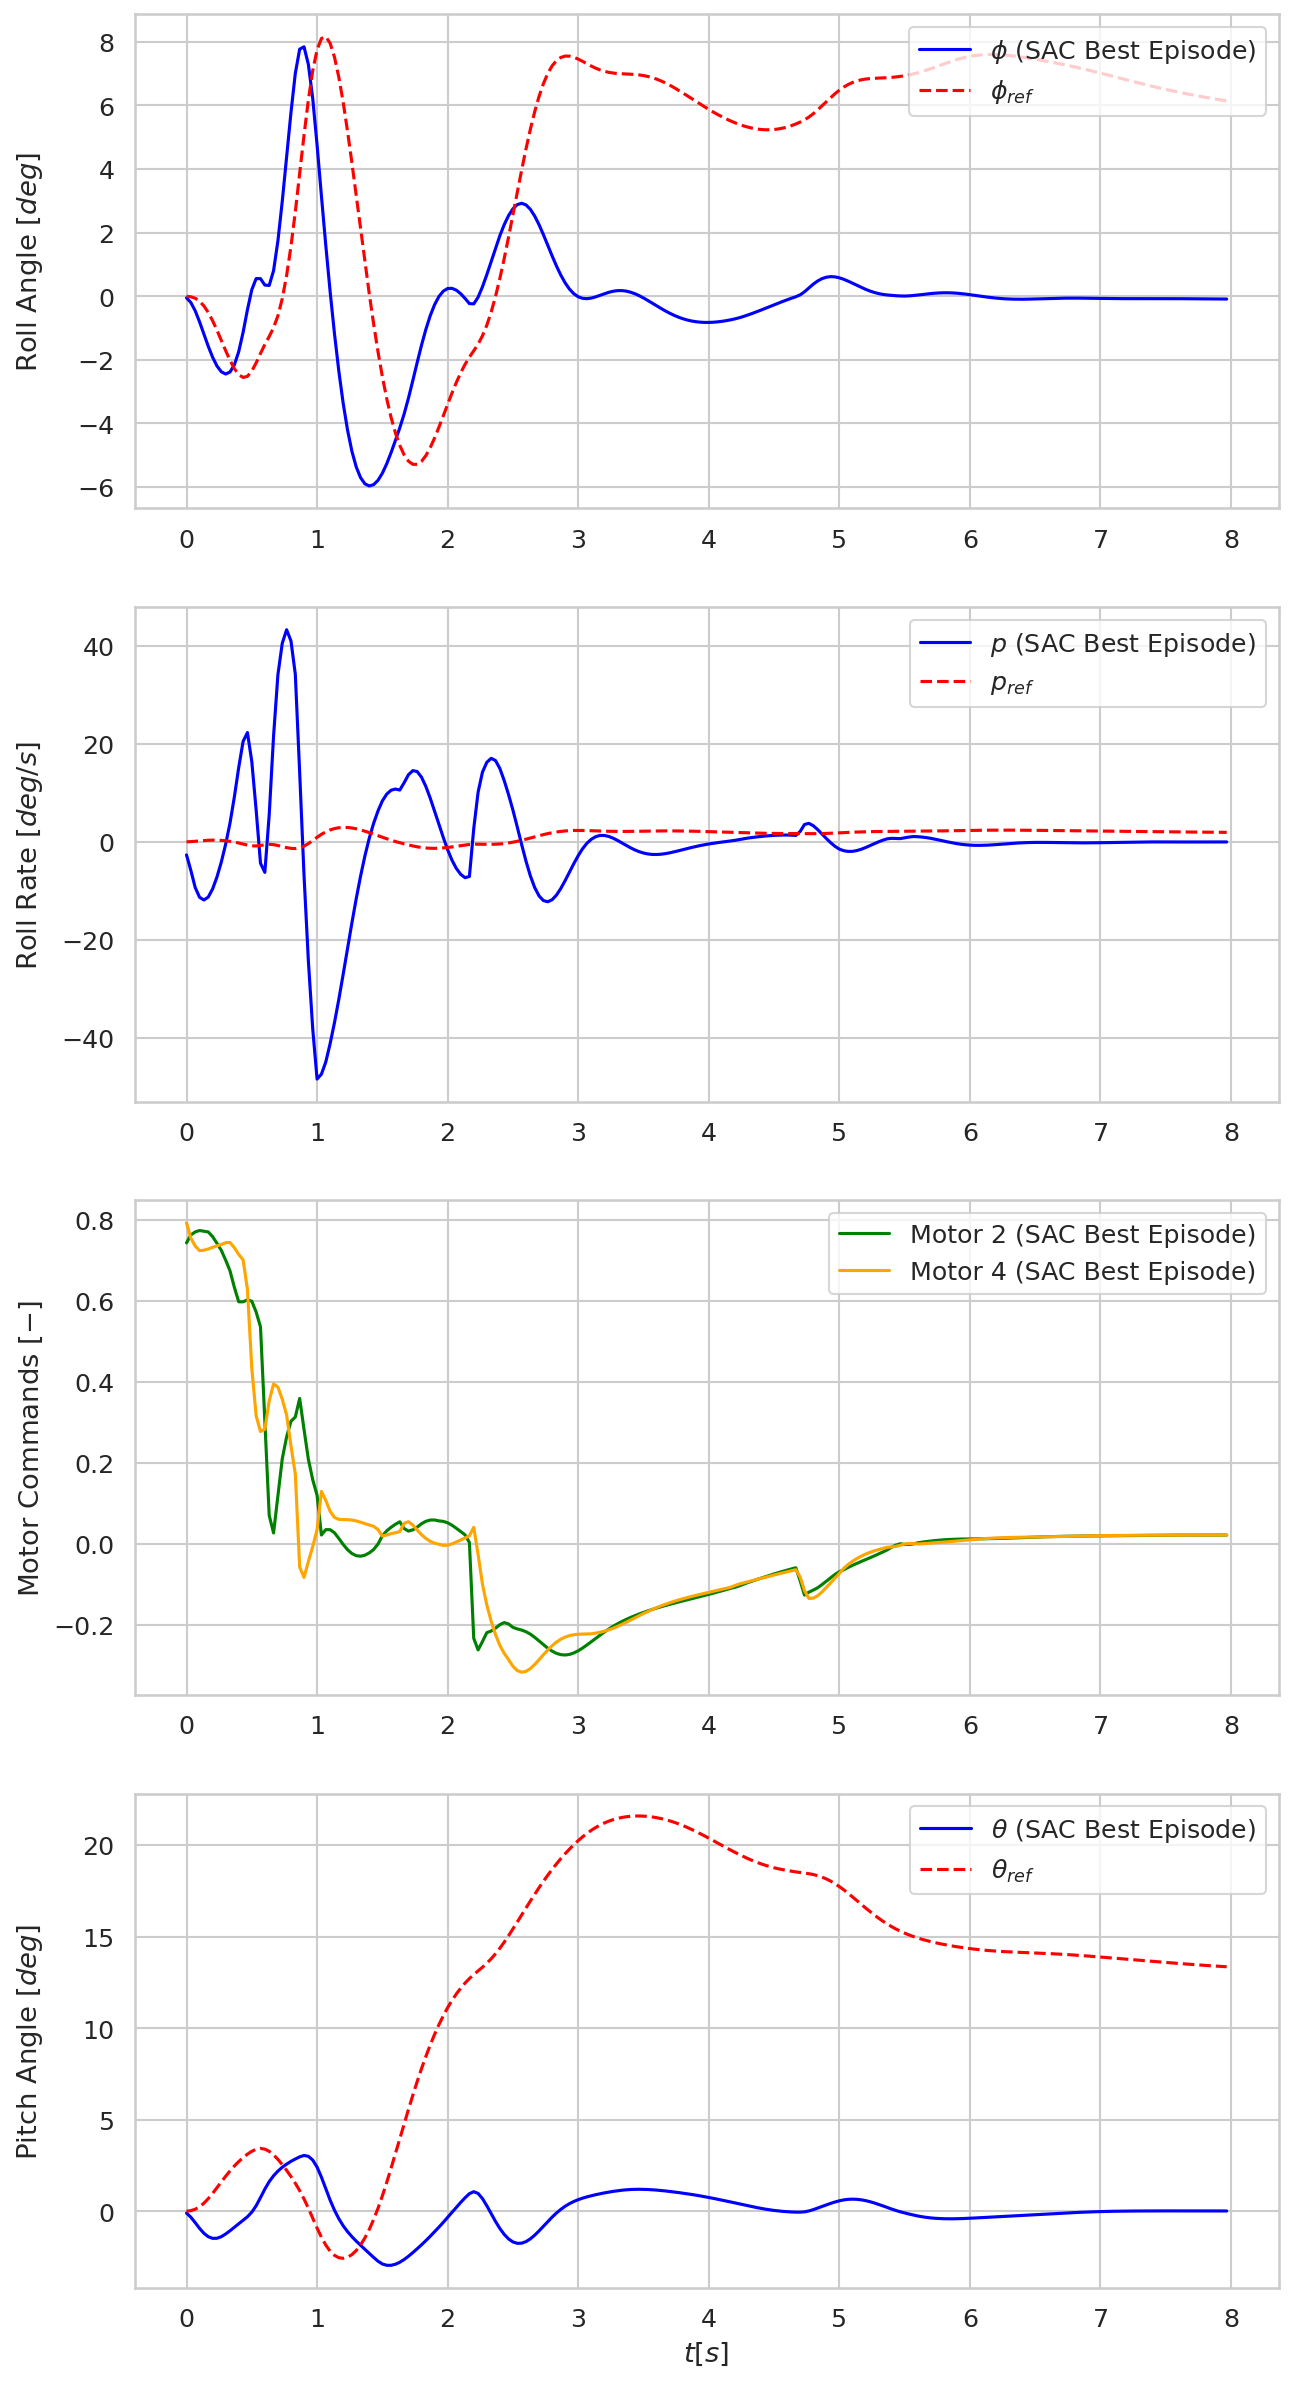 8
6
4
2
0
−2
−4
−6
Roll Angle [deg]
ϕ (SAC Best Episode)
ϕref
0 1 2 3 4 5 6 7 8
40
20
0
−20
−40
Roll Rate [deg/s]
p (SAC Best Episode)
pref
0 1 2 3 4 5 6 7 8
0.8
0.6
0.4
0.2
0.0
−0.2
Motor Commands [−]
Motor 2 (SAC Best Episode)
Motor 4 (SAC Best Episode)
0 1 2 3 4 5 6 7 8
20
15
10
5
0
Pitch Angle [deg]
θ (SAC Best Episode)
θref
0 1 2 3 4 5 6 7 8
t[s]